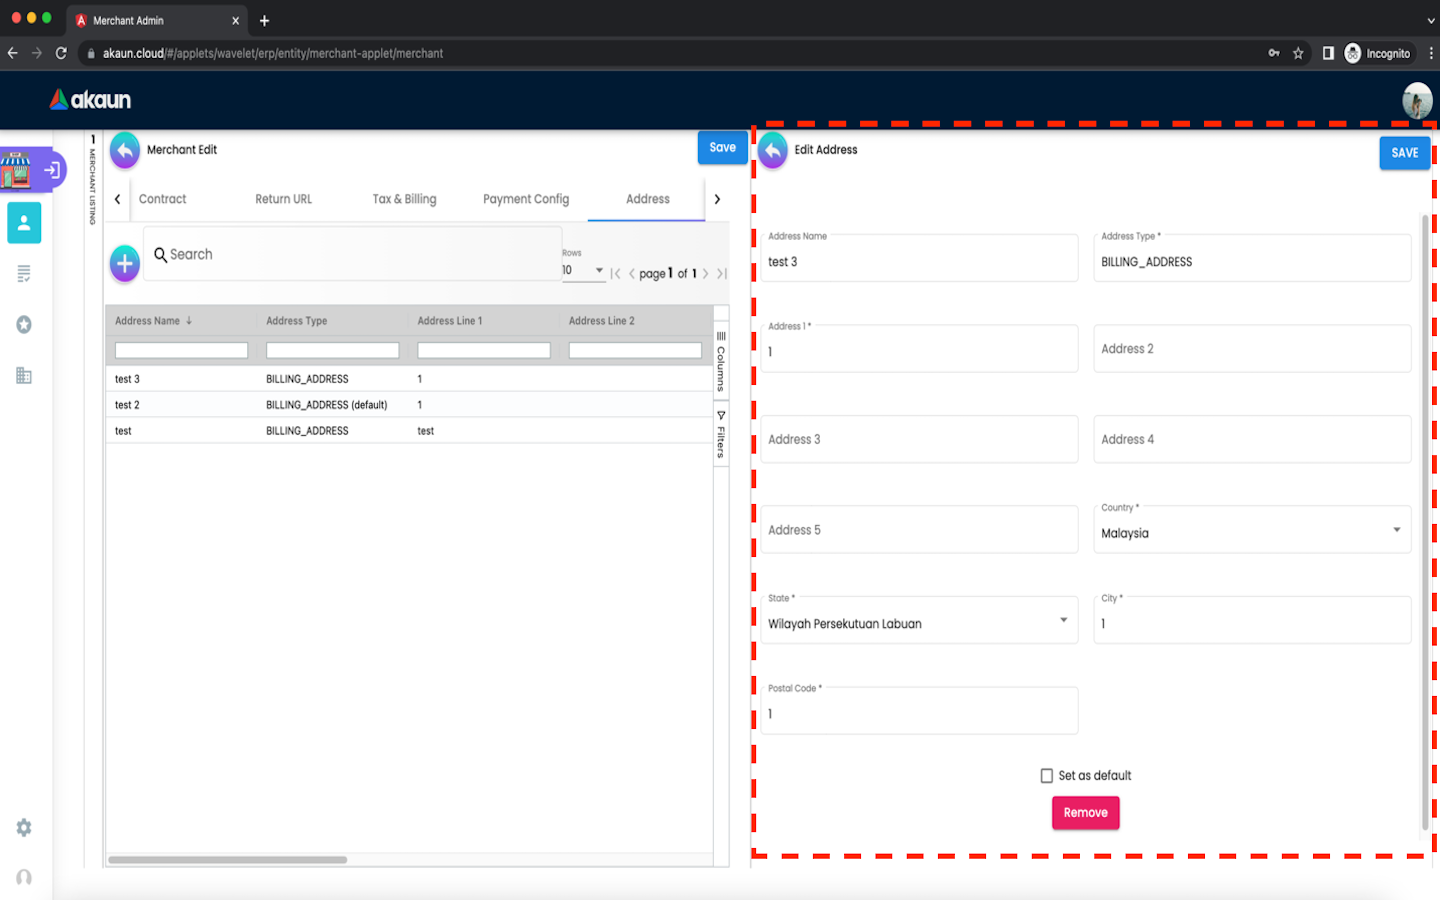 Merchant Admin
akaun.cloud/#/applets/wavelet/erp/entity/merchant-applet/merchant
Incognito
akaun
1 MERCHANT LISTING
Merchant Edit
Save
Contract
Return URL
Tax & Billing
Payment Config
Address
Search
Rows
10
page 1 of 1
Address Name
Address Type
Address Line 1
Address Line 2
test 3
BILLING_ADDRESS
1
test 2
BILLING_ADDRESS (default)
1
test
BILLING_ADDRESS
test
Columns
Filters
Edit Address
SAVE
Address Name
test 3
Address Type *
BILLING_ADDRESS
Address 1 *
1
Address 2
Address 3
Address 4
Address 5
Country *
Malaysia
State *
Wilayah Persekutuan Labuan
City *
1
Postal Code *
1
Set as default
Remove